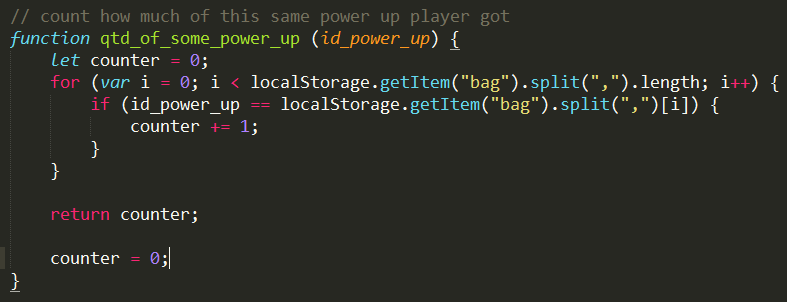 // count how much of this same power up player got
function qtd_of_some_power_up (id_power_up) {
    let counter = 0;
    for (var i = 0; i < localStorage.getItem("bag").split(",").length; i++) {
        if (id_power_up == localStorage.getItem("bag").split(",")[i]) {
            counter += 1;
        }
    }
    return counter;
    counter = 0;
}